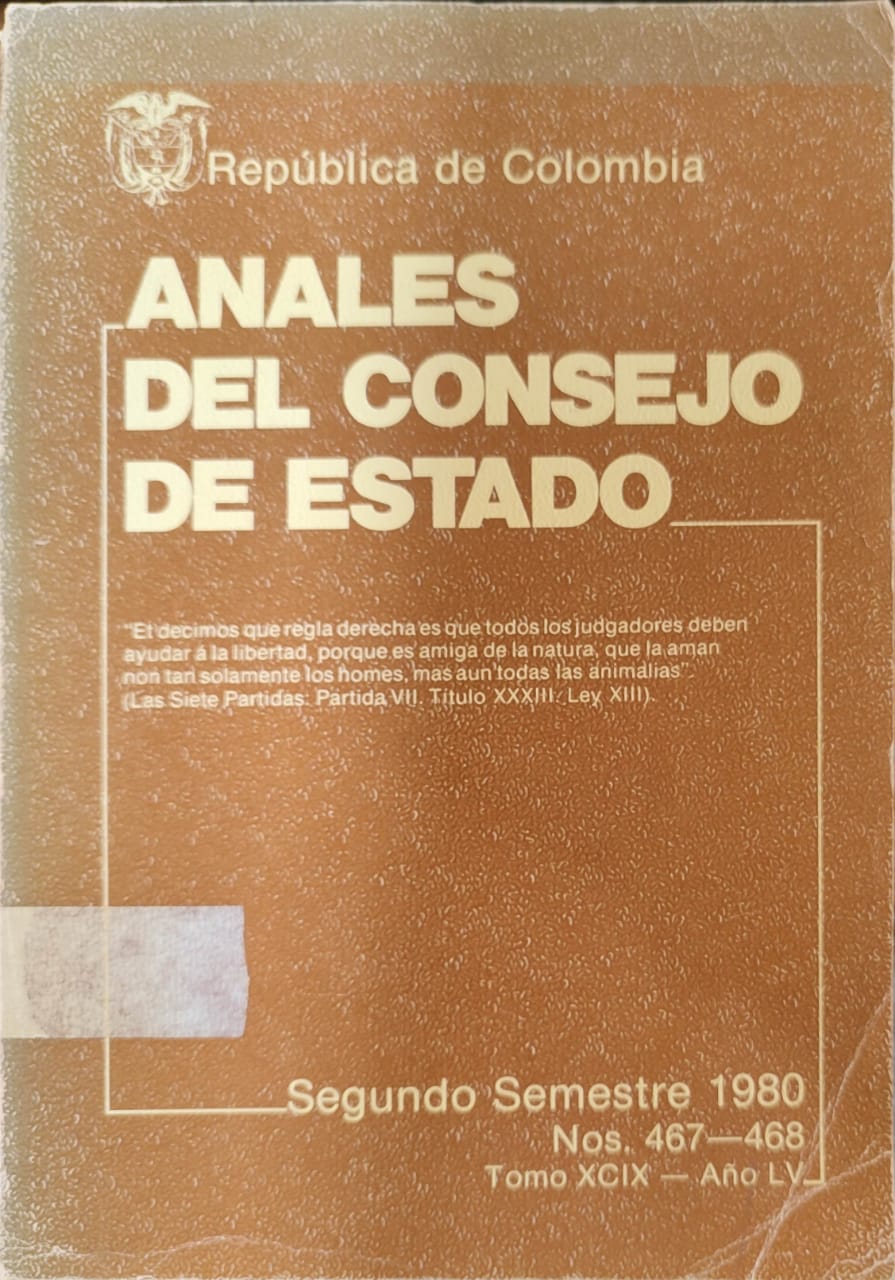 República de Colombia
ANALES
DEL CONSEJO
DE ESTADO
"Et decimos que regla derecha es que todos los judgadores deben
ayudar á la libertad, porque es amiga de la natura, que la aman
non tan solamente los homes, mas aun todas las animalias".
(Las Siete Partidas: Partida VII. Título XXXIII. Ley XIII).
Segundo Semestre 1980
Nos. 467—468
Tomo XCIX — Año LV